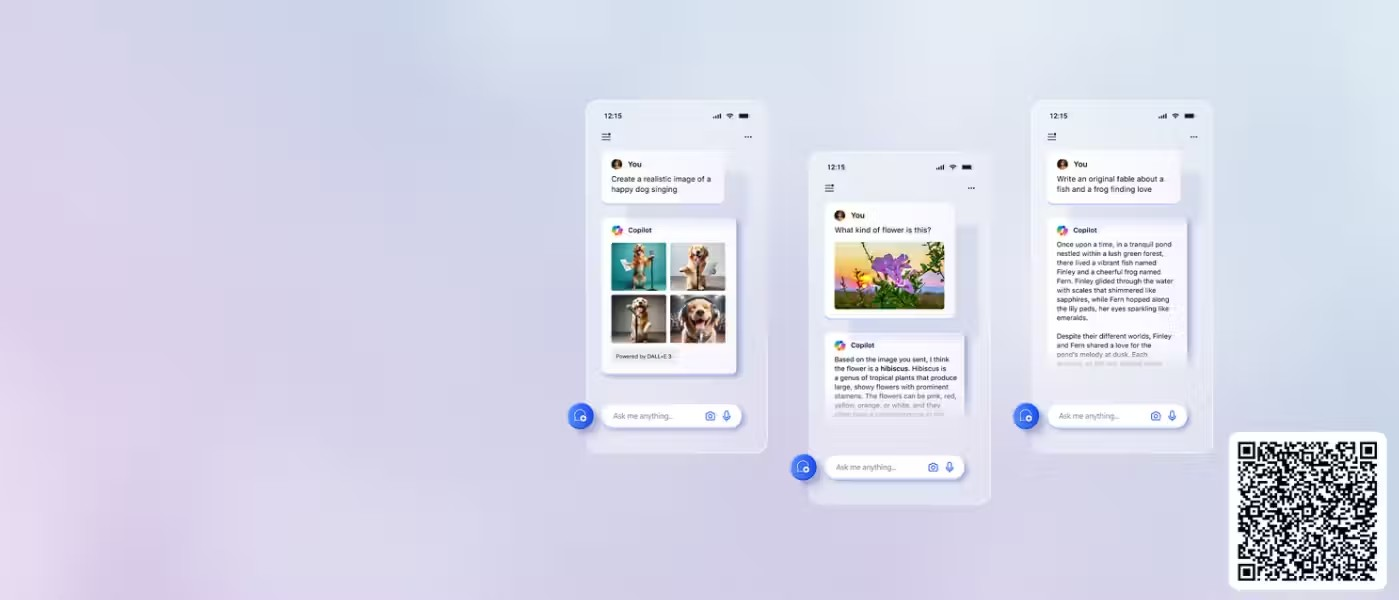 12:15
You
Create a realistic image of a
happy dog singing
Copilot
Powered by DALL•E 3
Ask me anything...
12:15
You
What kind of flower is this?
Copilot
Based on the image you sent, I think
the flower is a hibiscus. Hibiscus is
a genus of tropical plants that produce
large, showy flowers with prominent
stamens. The flowers can be pink, red,
yellow, orange, or white, and they
Ask me anything...
12:15
You
Write an original fable about a
fish and a frog finding love
Copilot
Once upon a time, in a tranquil pond
nestled within a lush green forest,
there lived a vibrant fish named
Finley and a cheerful frog named
Fern. Finley glided through the water
with scales that shimmered like
sapphires, while Fern hopped along
the lily pads, her eyes sparkling like
emeralds.
Despite their different worlds, Finley
and Fern shared a love for the
pond's melody at dusk. Each
Ask me anything...